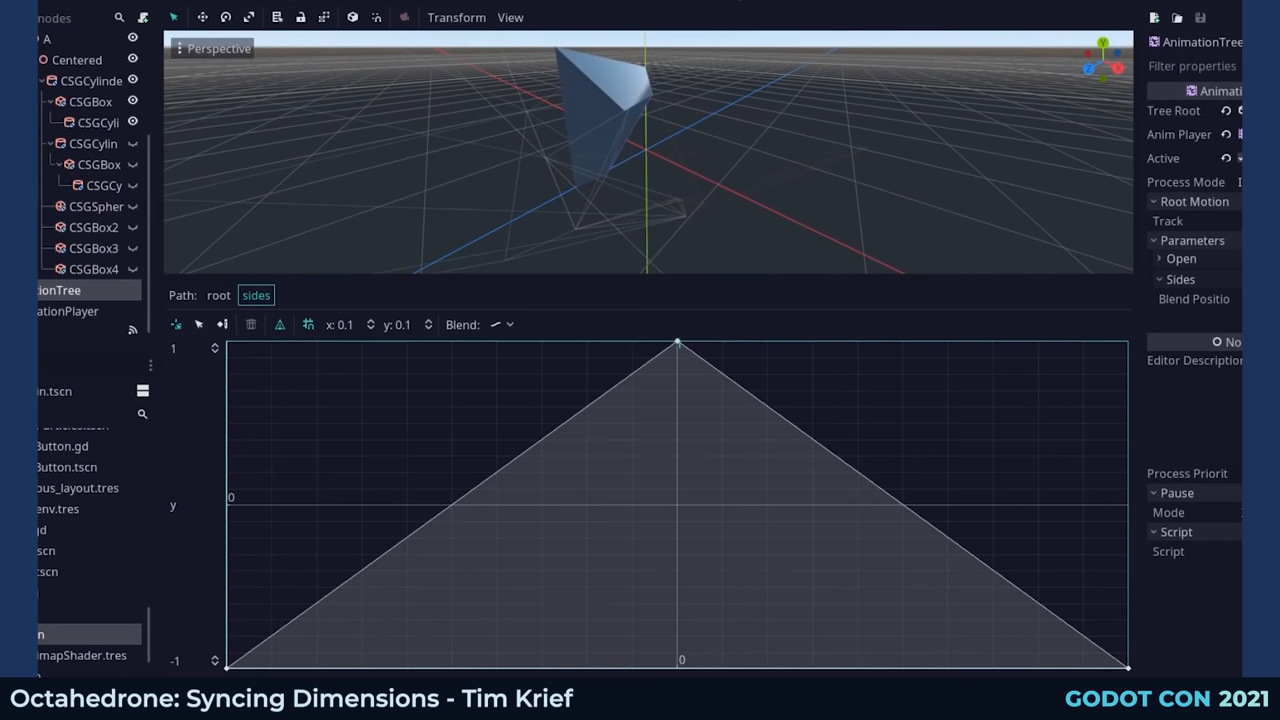 nodes
Transform View
A
Centered
CSGCylinde
CSGBox
CSGCyli
CSGCylin
CSGBox
CSGCy
CSGSpher
CSGBox2
CSGBox3
CSGBox4
ionTree
ationPlayer
in.tscn
Button.gd
Button.tscn
bus_layout.tres
env.tres
gd
scn
tscn
n
imapShader.tres
Perspective
Y
Z
X
Path: root sides
x: 0.1 y: 0.1 Blend:
1
0
y
-1
0
AnimationTree
Filter properties
Animati
Tree Root
Anim Player
Active
Process Mode I
Root Motion
Track
Parameters
Open
Sides
Blend Positio
No
Editor Description
Process Priorit
Pause
Mode
Script
Script
Octahedrone: Syncing Dimensions - Tim Krief
GODOT CON 2021